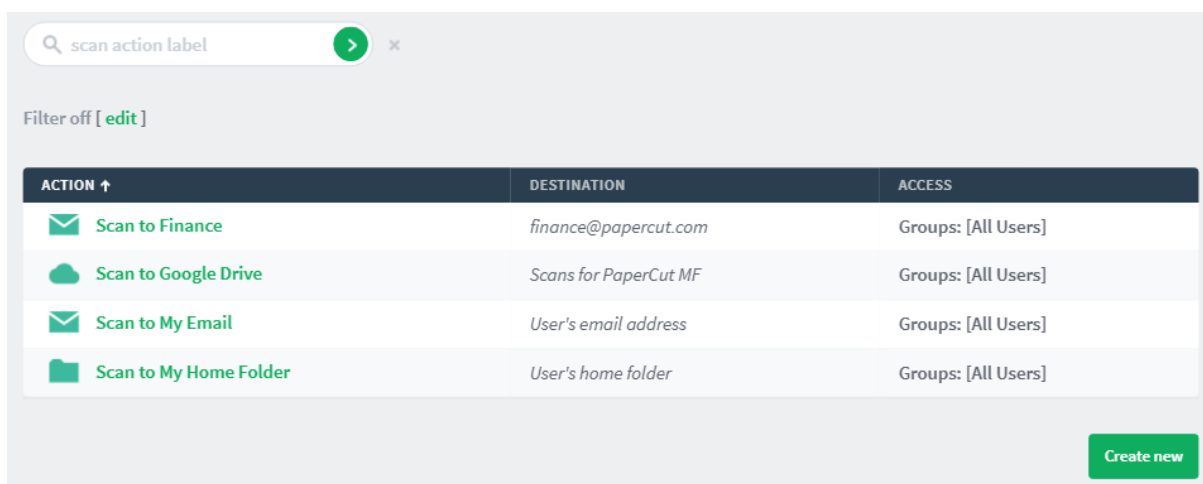 scan action label
Filter off [ edit ]
ACTION DESTINATION ACCESS
Scan to Finance finance@papercut.com Groups: [All Users]
Scan to Google Drive Scans for PaperCut MF Groups: [All Users]
Scan to My Email User's email address Groups: [All Users]
Scan to My Home Folder User's home folder Groups: [All Users]
Create new